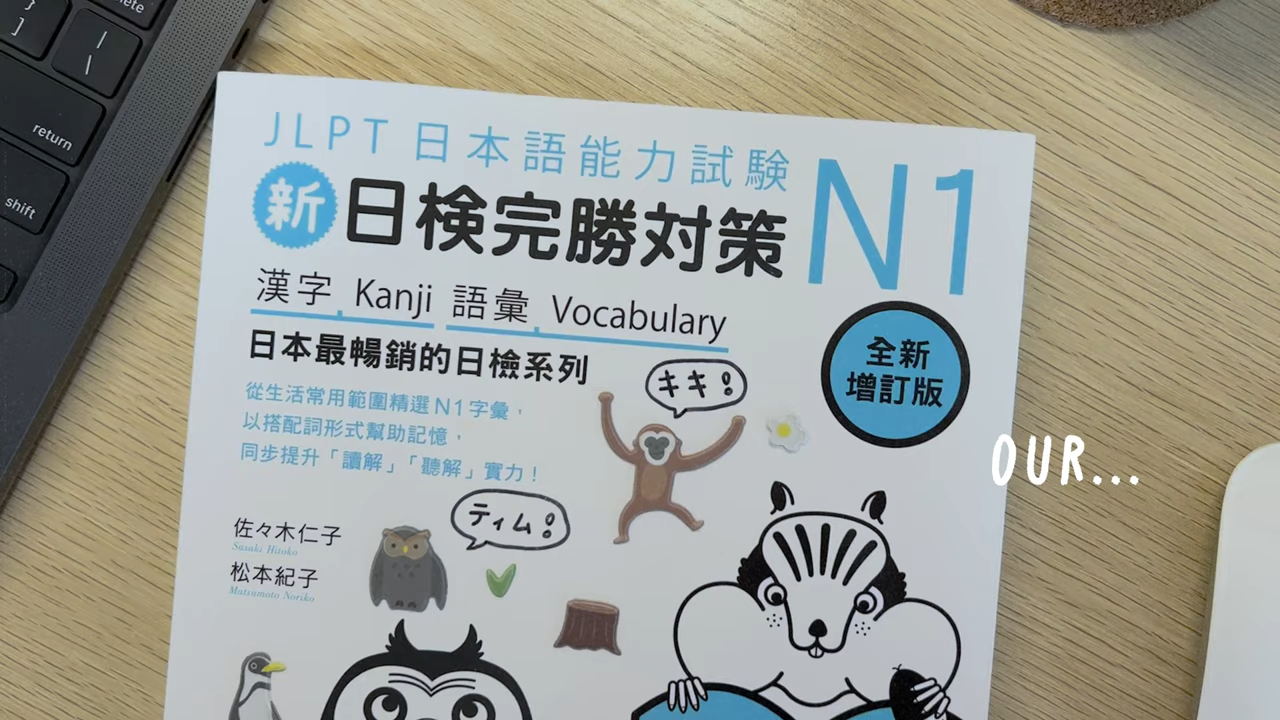 lete
}
]
|
\
return
shift
JLPT 日本語能力試験
N1
新 日検完勝対策
漢字 Kanji 語彙 Vocabulary
日本最暢銷的日檢系列
全新
增訂版
キキ!
從生活常用範圍精選N1字彙,
以搭配詞形式幫助記憶,
同步提升「讀解」「聽解」實力!
OUR...
ティム!
佐々木仁子
Sasaki Hitoko
松本紀子
Matsumoto Noriko